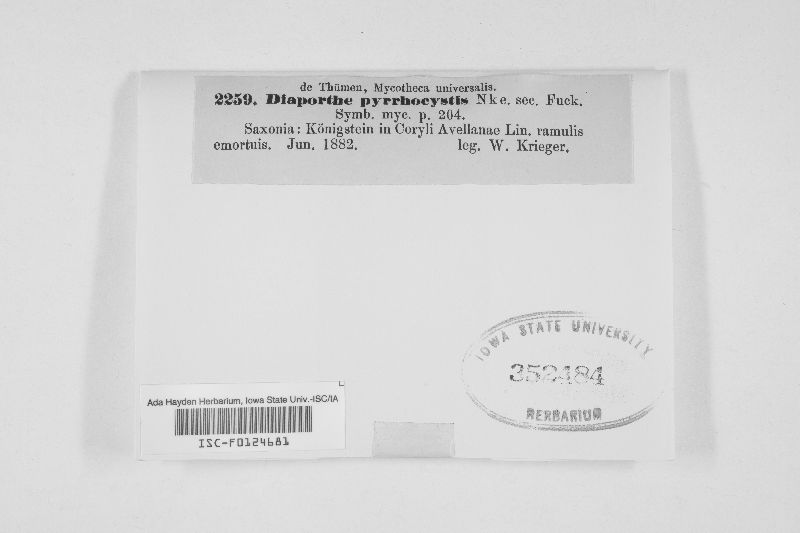 de Thümen, Mycotheca universalis.
2259. Diaporthe pyrrhocystis Nke. sec. Fuck.
Symb. myc. p. 204.
Saxonia: Königstein in Coryli Avellanae Lin. ramulis
emortuis. Jun. 1882. leg. W. Krieger.
IOWA STATE UNIVERSITY
352484
HERBARIUM
Ada Hayden Herbarium, Iowa State Univ.-ISC/IA
ISC-F0124681